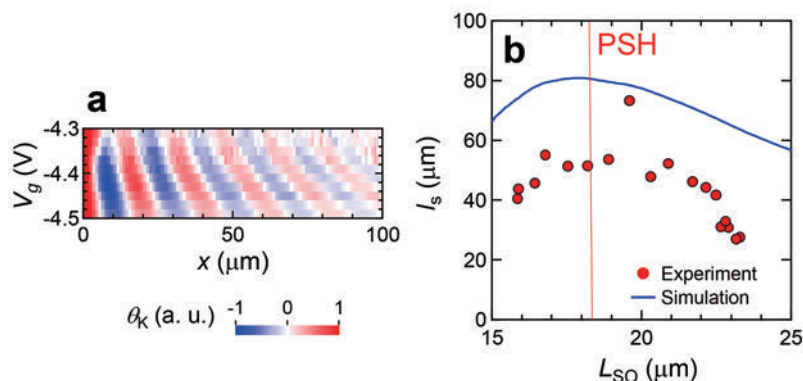 a
V_g (V)
-4.3
-4.4
-4.5
0
50
100
x (μm)
θ_K (a. u.)
-1
0
1
b
PSH
l_s (μm)
100
80
60
40
20
0
Experiment
Simulation
15
20
25
L_SO (μm)